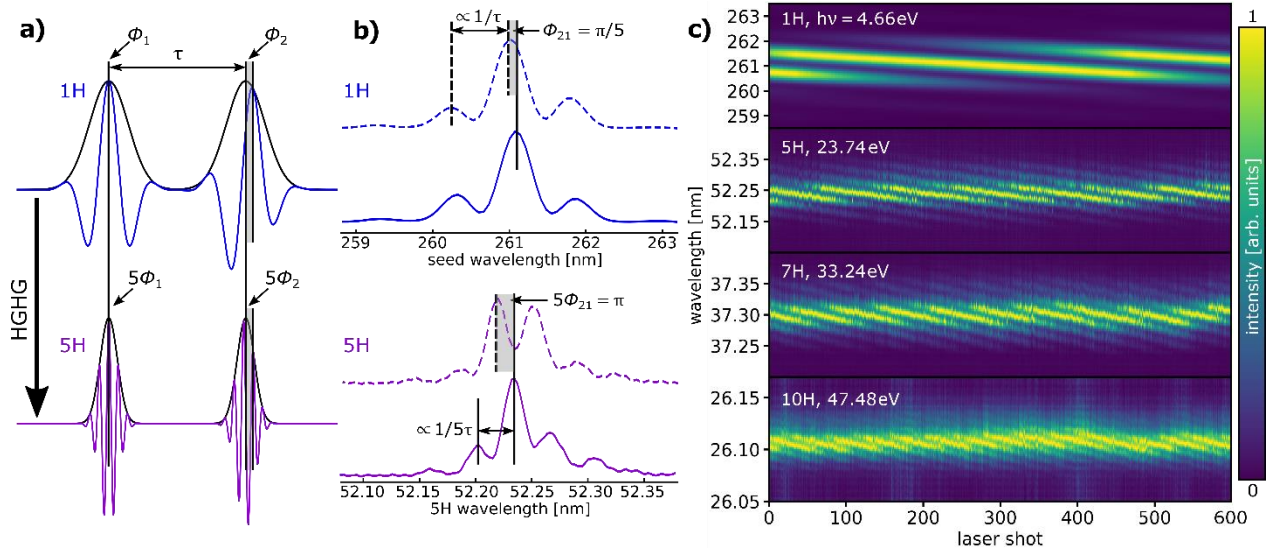 a)
Φ₁
Φ₂
τ
1H
HGHG
5Φ₁
5Φ₂
5H
b)
∝1/τ
Φ₂₁ = π/5
1H
259 260 261 262 263
seed wavelength [nm]
5Φ₂₁ = π
5H
∝1/5τ
52.10 52.15 52.20 52.25 52.30 52.35
5H wavelength [nm]
c)
wavelength [nm]
263
262
261
260
259
1H, hν = 4.66eV
52.35
52.25
52.15
5H, 23.74eV
37.35
37.30
37.25
7H, 33.24eV
26.15
26.10
26.05
10H, 47.48eV
0 100 200 300 400 500 600
laser shot
1
intensity [arb. units]
0